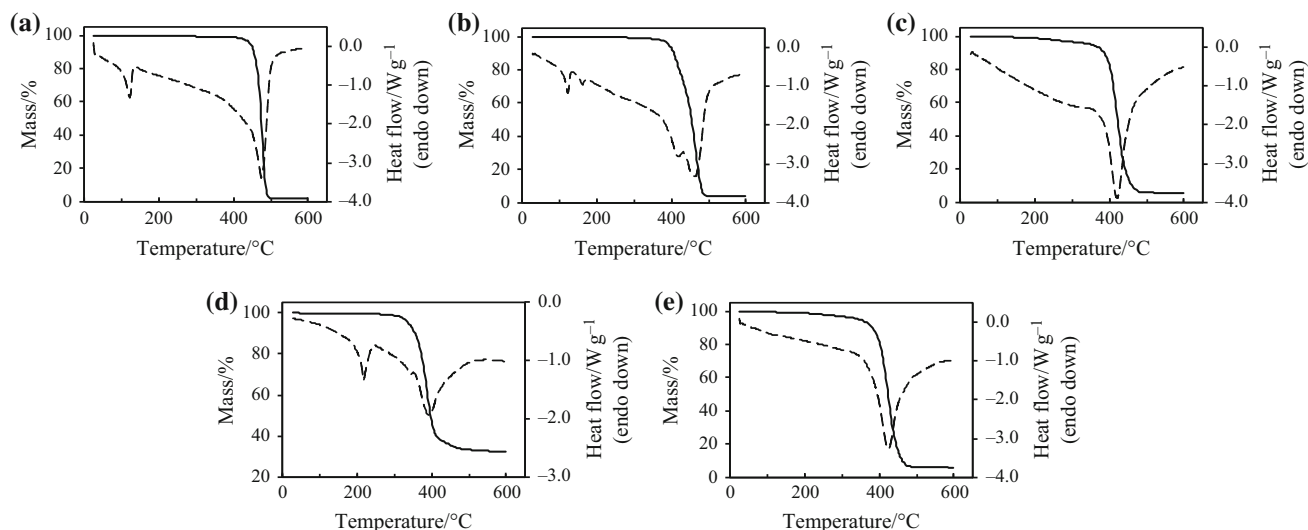 (a)
100
80
60
40
20
0
0.0
–1.0
–2.0
–3.0
–4.0
0 200 400 600
Mass/%
Heat flow/W g–1
(endo down)
Temperature/°C
(b)
100
80
60
40
20
0
0.0
–1.0
–2.0
–3.0
–4.0
0 200 400 600
Mass/%
Heat flow/W g–1
(endo down)
Temperature/°C
(c)
100
80
60
40
20
0
0.0
–1.0
–2.0
–3.0
–4.0
0 200 400 600
Mass/%
Heat flow/W g–1
(endo down)
Temperature/°C
(d)
100
80
60
40
20
0.0
–1.0
–2.0
–3.0
0 200 400 600
Mass/%
Heat flow/W g–1
(endo down)
Temperature/°C
(e)
100
80
60
40
20
0
0.0
–1.0
–2.0
–3.0
–4.0
0 200 400 600
Mass/%
Heat flow/W g–1
(endo down)
Temperature/°C